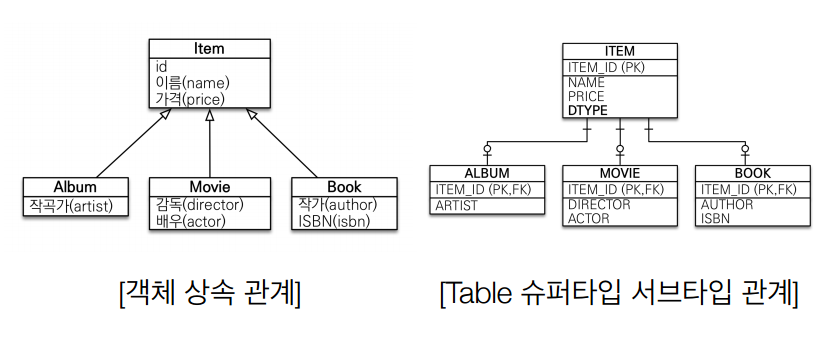 Item
id
이름(name)
가격(price)
Album
작곡가(artist)
Movie
감독(director)
배우(actor)
Book
작가(author)
ISBN(isbn)
[객체 상속 관계]
ITEM
ITEM_ID (PK)
NAME
PRICE
DTYPE
ALBUM
ITEM_ID (PK,FK)
ARTIST
MOVIE
ITEM_ID (PK,FK)
DIRECTOR
ACTOR
BOOK
ITEM_ID (PK,FK)
AUTHOR
ISBN
[Table 슈퍼타입 서브타입 관계]